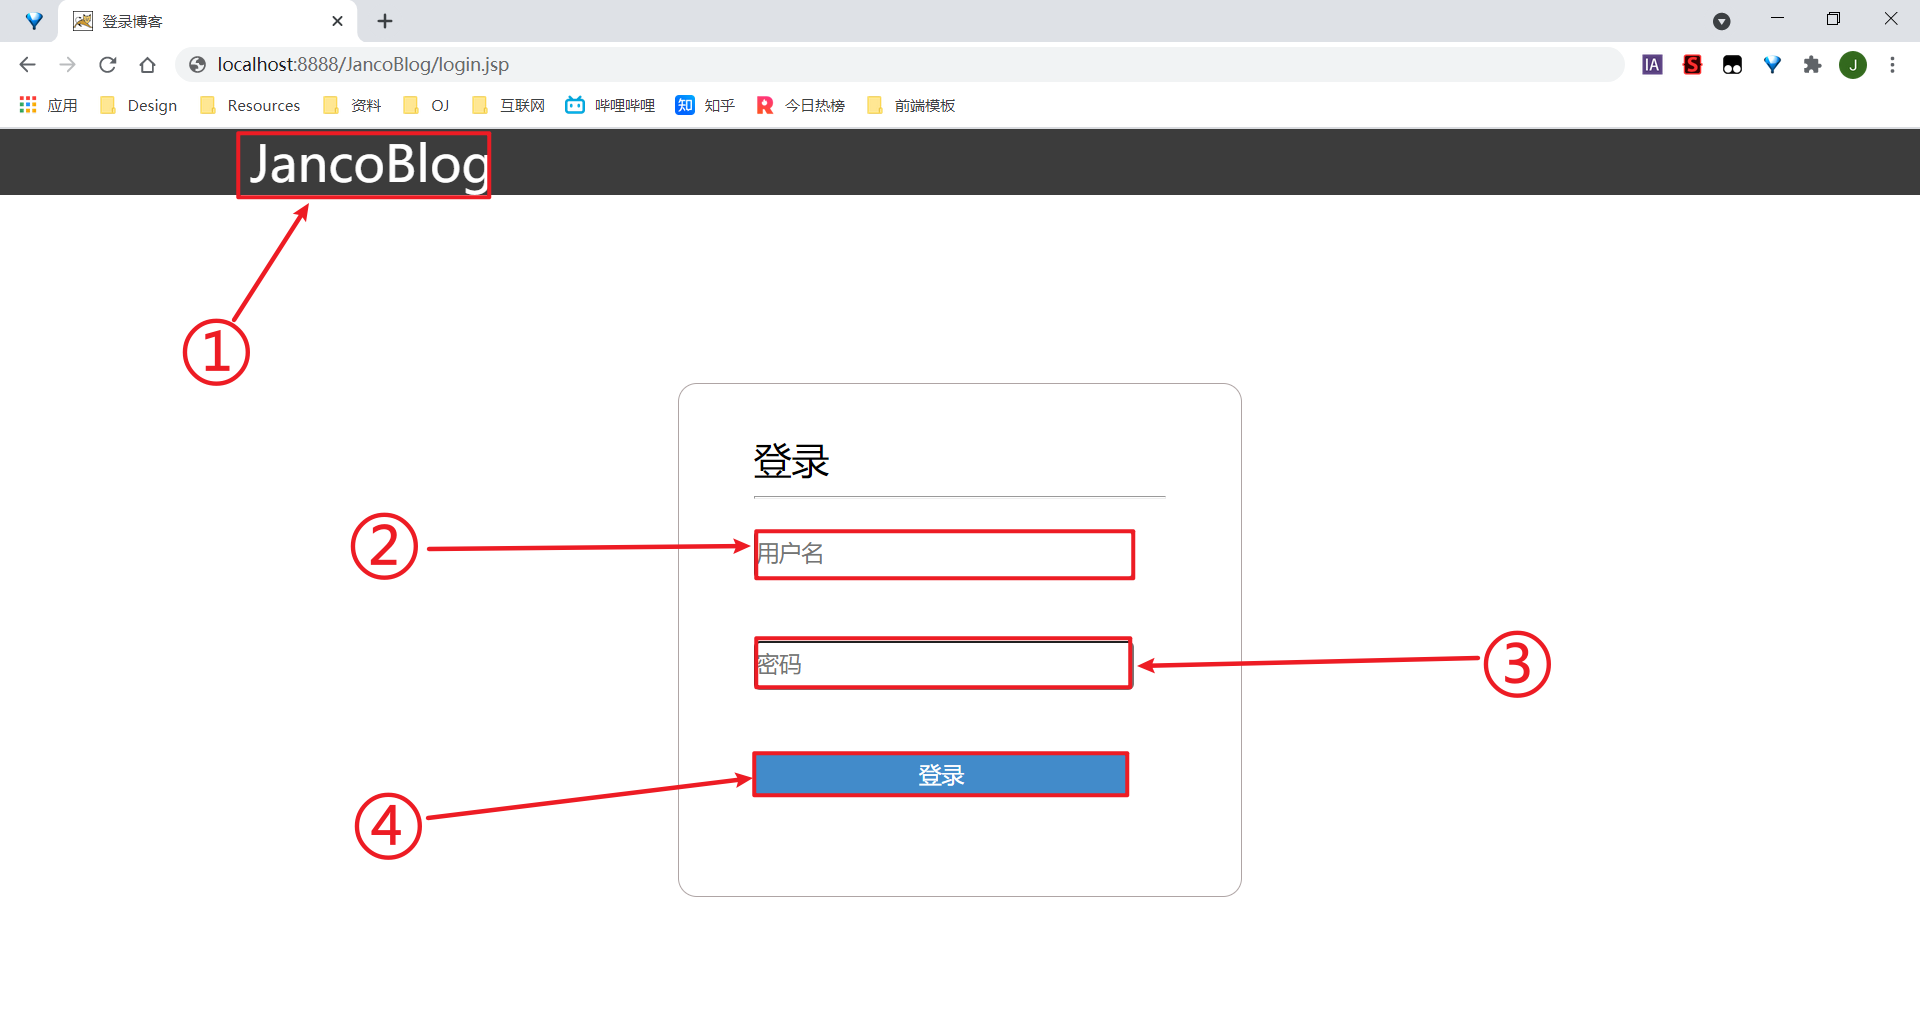 登录博客
localhost:8888/JancoBlog/login.jsp
IA
S
J
应用
Design
Resources
资料
OJ
互联网
哔哩哔哩
知
知乎
R
今日热榜
前端模板
JancoBlog
①
登录
②
用户名
③
密码
④
登录